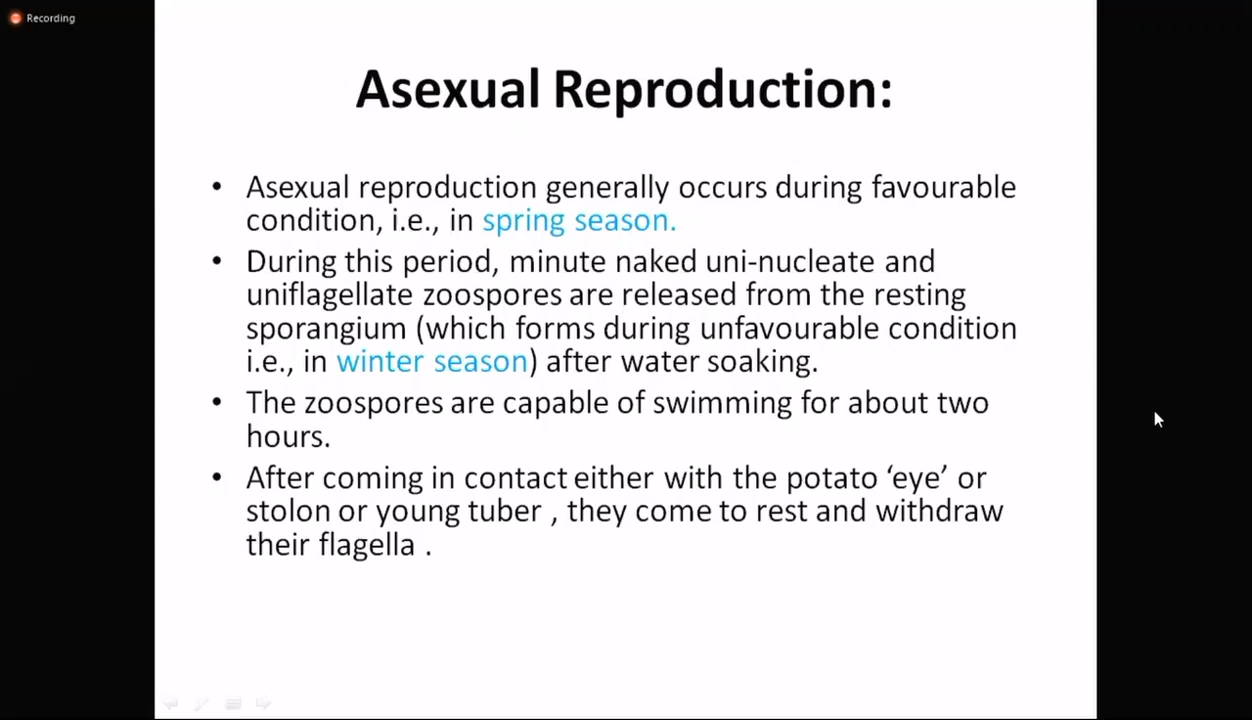 Recording
Asexual Reproduction:
• Asexual reproduction generally occurs during favourable
condition, i.e., in spring season.
• During this period, minute naked uni-nucleate and
uniflagellate zoospores are released from the resting
sporangium (which forms during unfavourable condition
i.e., in winter season) after water soaking.
• The zoospores are capable of swimming for about two
hours.
• After coming in contact either with the potato ‘eye’ or
stolon or young tuber , they come to rest and withdraw
their flagella .